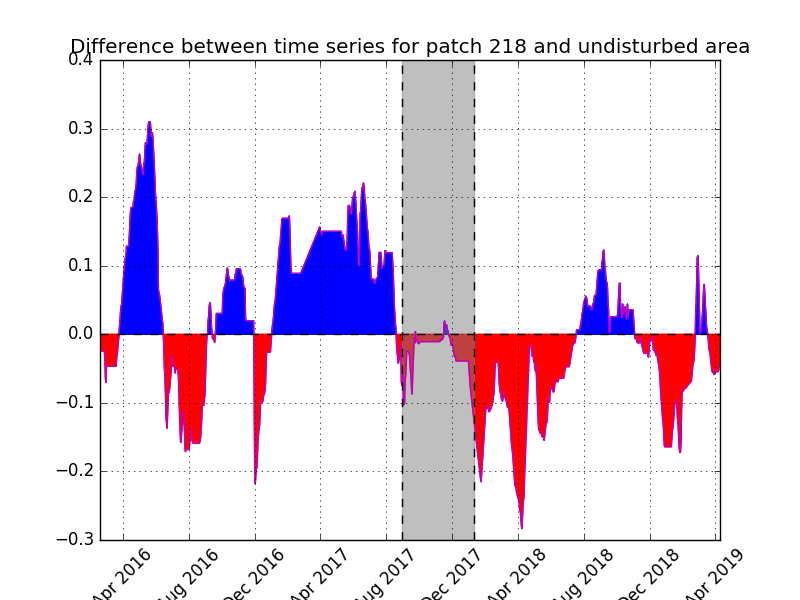 Difference between time series for patch 218 and undisturbed area
0.4
0.3
0.2
0.1
0.0
−0.1
−0.2
−0.3
Apr 2016
Aug 2016
Dec 2016
Apr 2017
Aug 2017
Dec 2017
Apr 2018
Aug 2018
Dec 2018
Apr 2019